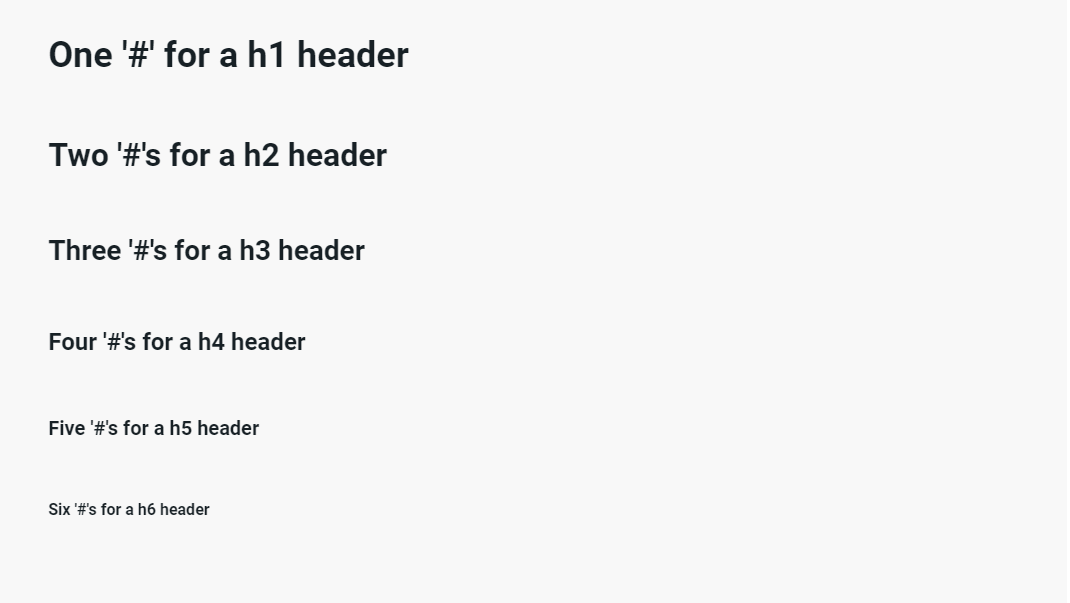 One '#' for a h1 header
Two '#'s for a h2 header
Three '#'s for a h3 header
Four '#'s for a h4 header
Five '#'s for a h5 header
Six '#'s for a h6 header